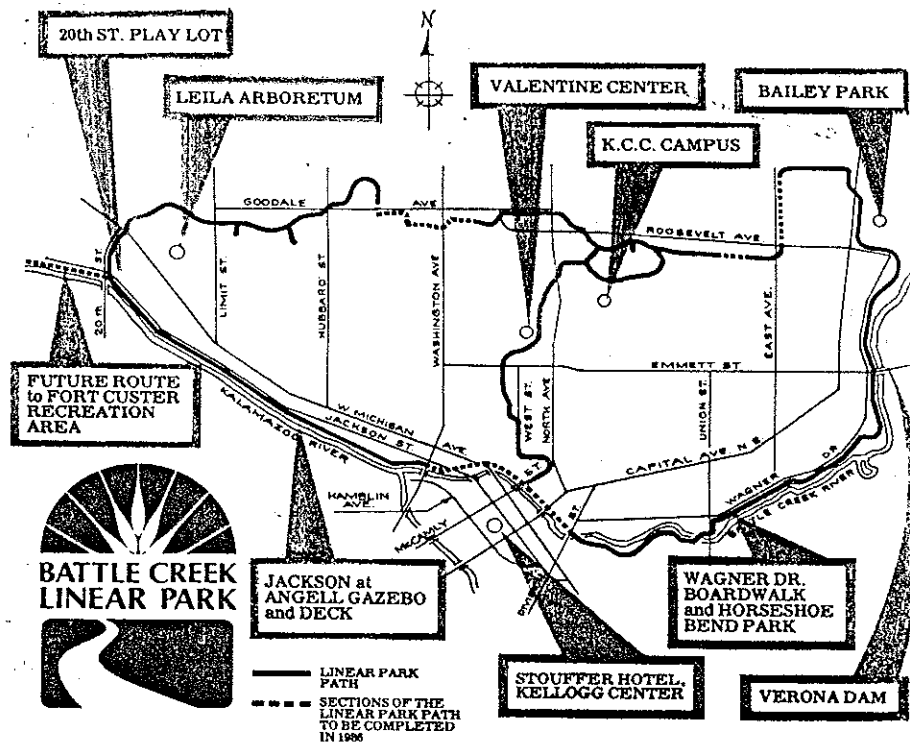 20th ST. PLAY LOT
N
LEILA ARBORETUM
VALENTINE CENTER
BAILEY PARK
K.C.C. CAMPUS
GOODALE AVE
ROOSEVELT AVE
20 TH. ST.
LIMIT ST.
HUBBARD ST
WASHINGTON AVE
EAST AVE.
EMMETT ST.
WEST ST.
NORTH AVE
UNION ST.
FUTURE ROUTE
to FORT CUSTER
RECREATION
AREA
W. MICHIGAN AVE.
JACKSON ST.
KALAMAZOO RIVER
CAPITAL AVE N E.
WAGNER DR
BATTLE CREEK RIVER
HAMBLIN
AVE.
McCAMLY ST.
ST.
BATTLE CREEK
LINEAR PARK
JACKSON at
ANGELL GAZEBO
and DECK
WAGNER DR.
BOARDWALK
and HORSESHOE
BEND PARK
STOUFFER HOTEL,
KELLOGG CENTER
VERONA DAM
LINEAR PARK
PATH
SECTIONS OF THE
LINEAR PARK PATH
TO BE COMPLETED
IN 1986